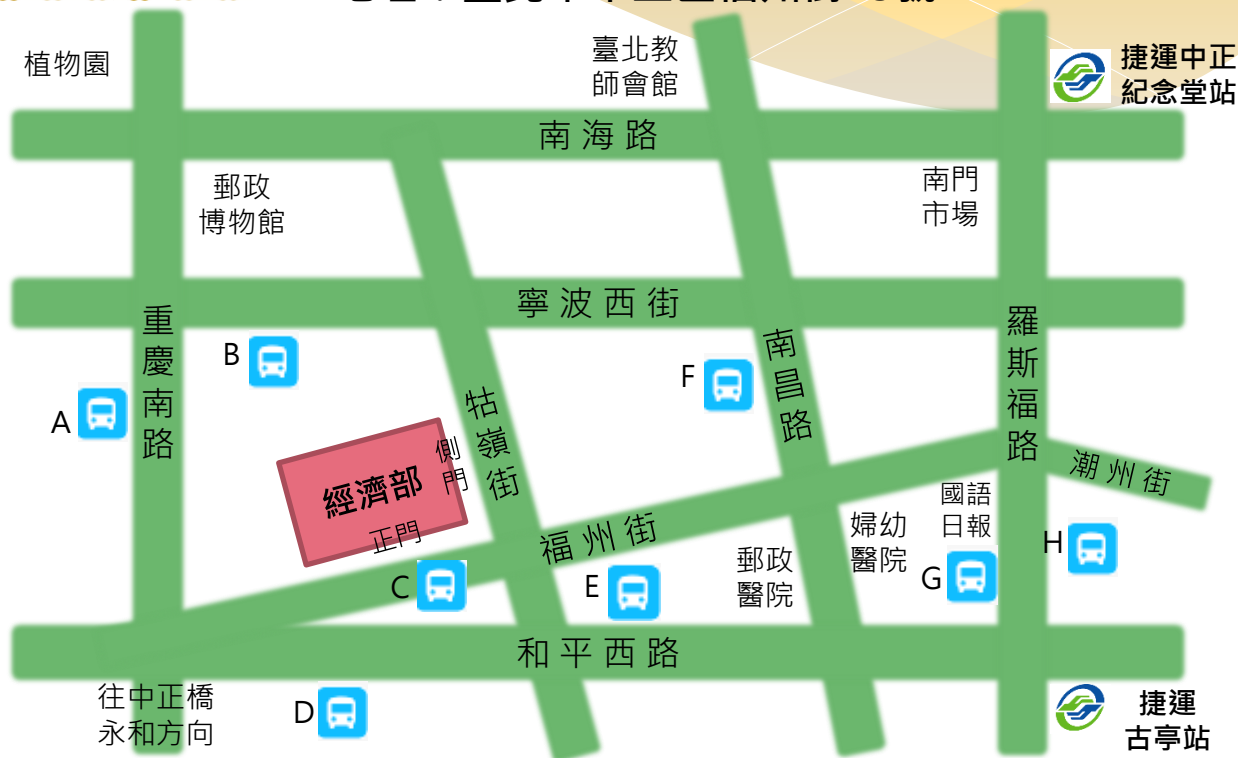 植物園
臺北教
師會館
捷運中正
紀念堂站
南海路
郵政
博物館
南門
市場
寧波西街
重慶南路
B
A
牯嶺街
F
南昌路
羅斯福路
側門
經濟部
正門
潮州街
國語
日報
福州街
婦幼
醫院
H
郵政
醫院
C
E
G
和平西路
往中正橋
永和方向
D
捷運
古亭站